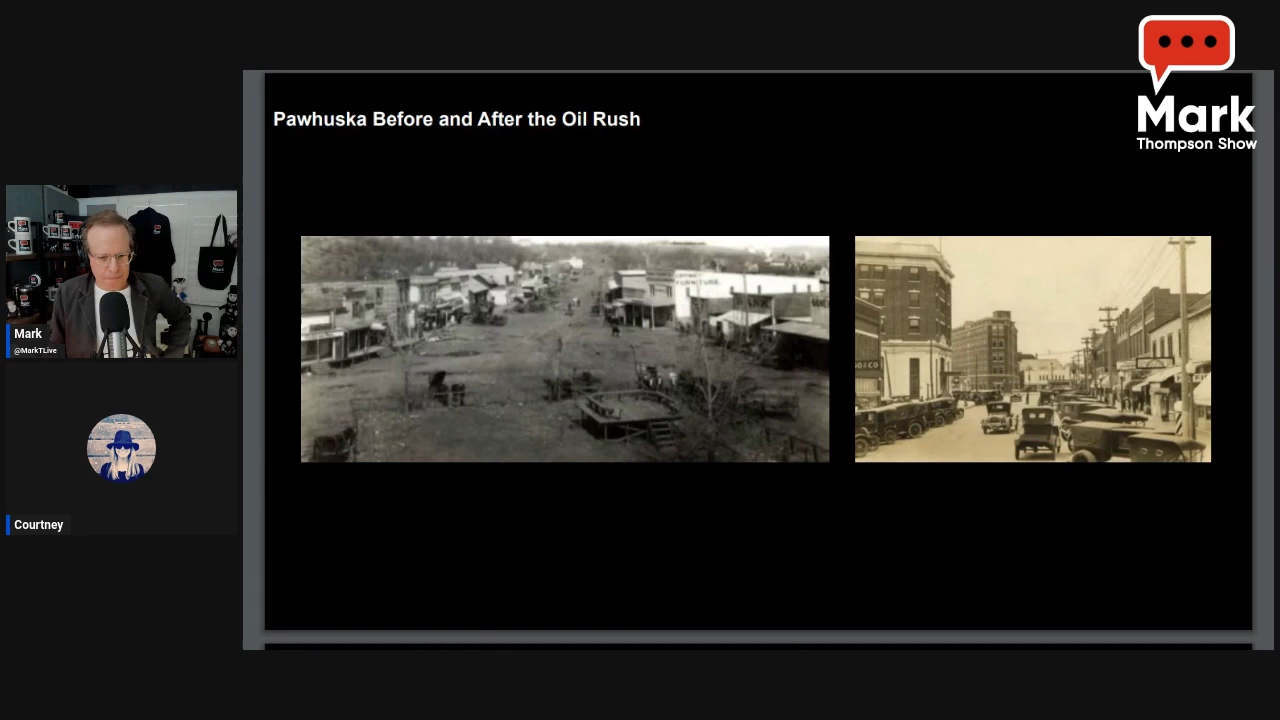 Mark
Thompson Show
Pawhuska Before and After the Oil Rush
FURNITURE.
Mark
@MarkTLive
Courtney